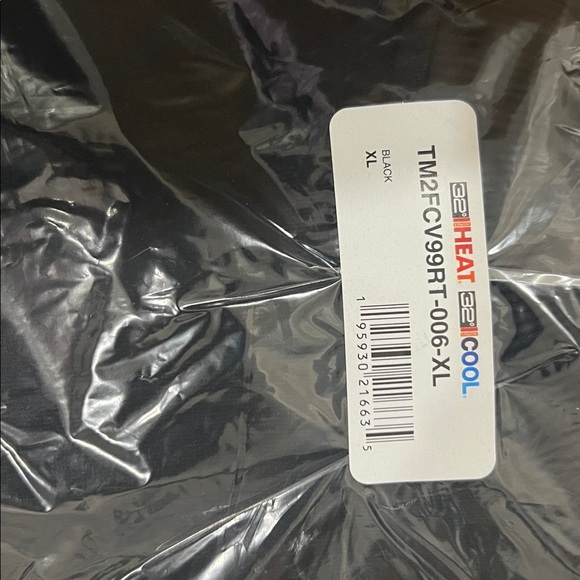 32° HEAT 32° COOL
TM2FCV99RT-006-XL
BLACK
XL
1 95930 21663 5